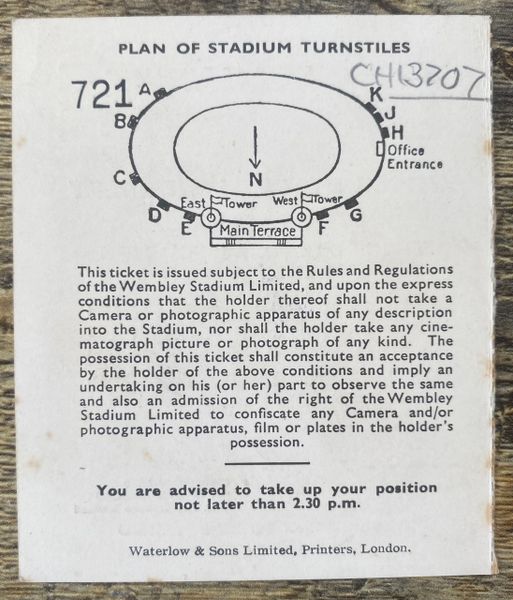 PLAN OF STADIUM TURNSTILES
CH13707
721
A
K
B
J
H
Office
Entrance
C
N
East Tower
West Tower
D
G
E
Main Terrace
F
This ticket is issued subject to the Rules and Regulations
of the Wembley Stadium Limited, and upon the express
conditions that the holder thereof shall not take a
Camera or photographic apparatus of any description
into the Stadium, nor shall the holder take any cine-
matograph picture or photograph of any kind. The
possession of this ticket shall constitute an acceptance
by the holder of the above conditions and imply an
undertaking on his (or her) part to observe the same
and also an admission of the right of the Wembley
Stadium Limited to confiscate any Camera and/or
photographic apparatus, film or plates in the holder's
possession.
You are advised to take up your position
not later than 2.30 p.m.
Waterlow & Sons Limited, Printers, London.